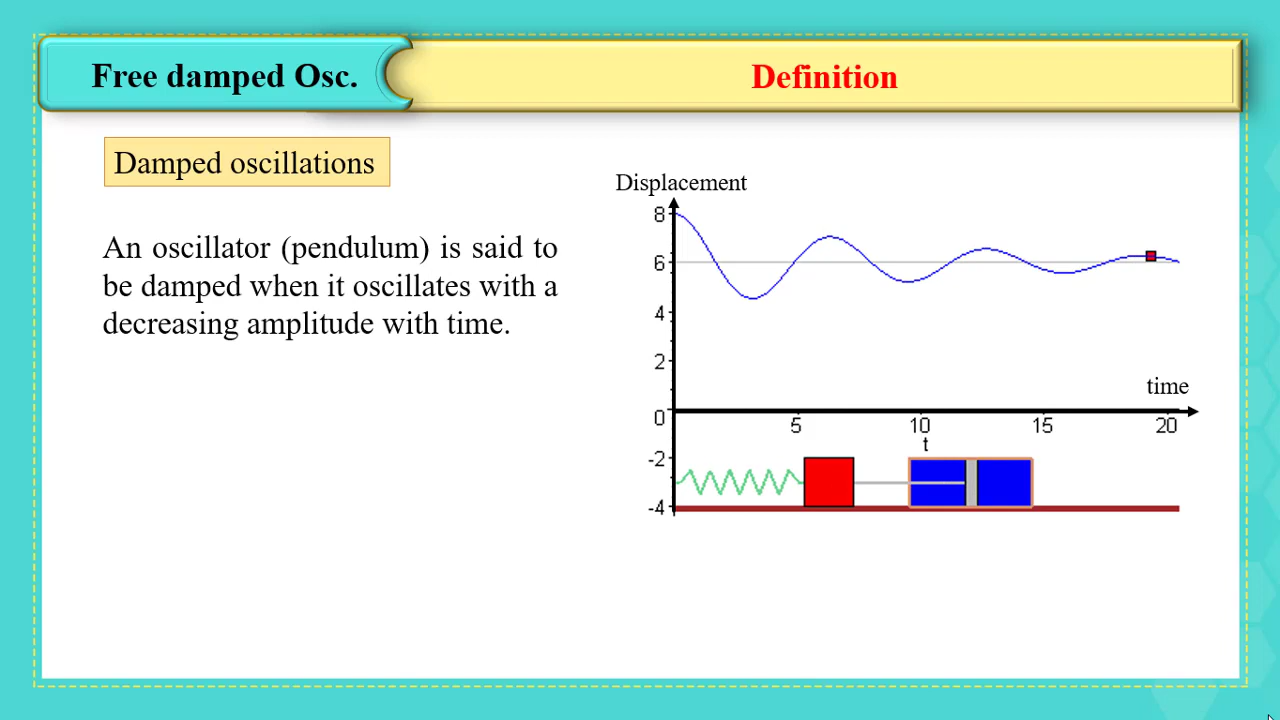 Free damped Osc.
Definition
Damped oscillations
An oscillator (pendulum) is said to
be damped when it oscillates with a
decreasing amplitude with time.
Displacement
8
6
4
2
0
-2
-4
time
5 10 15 20
t